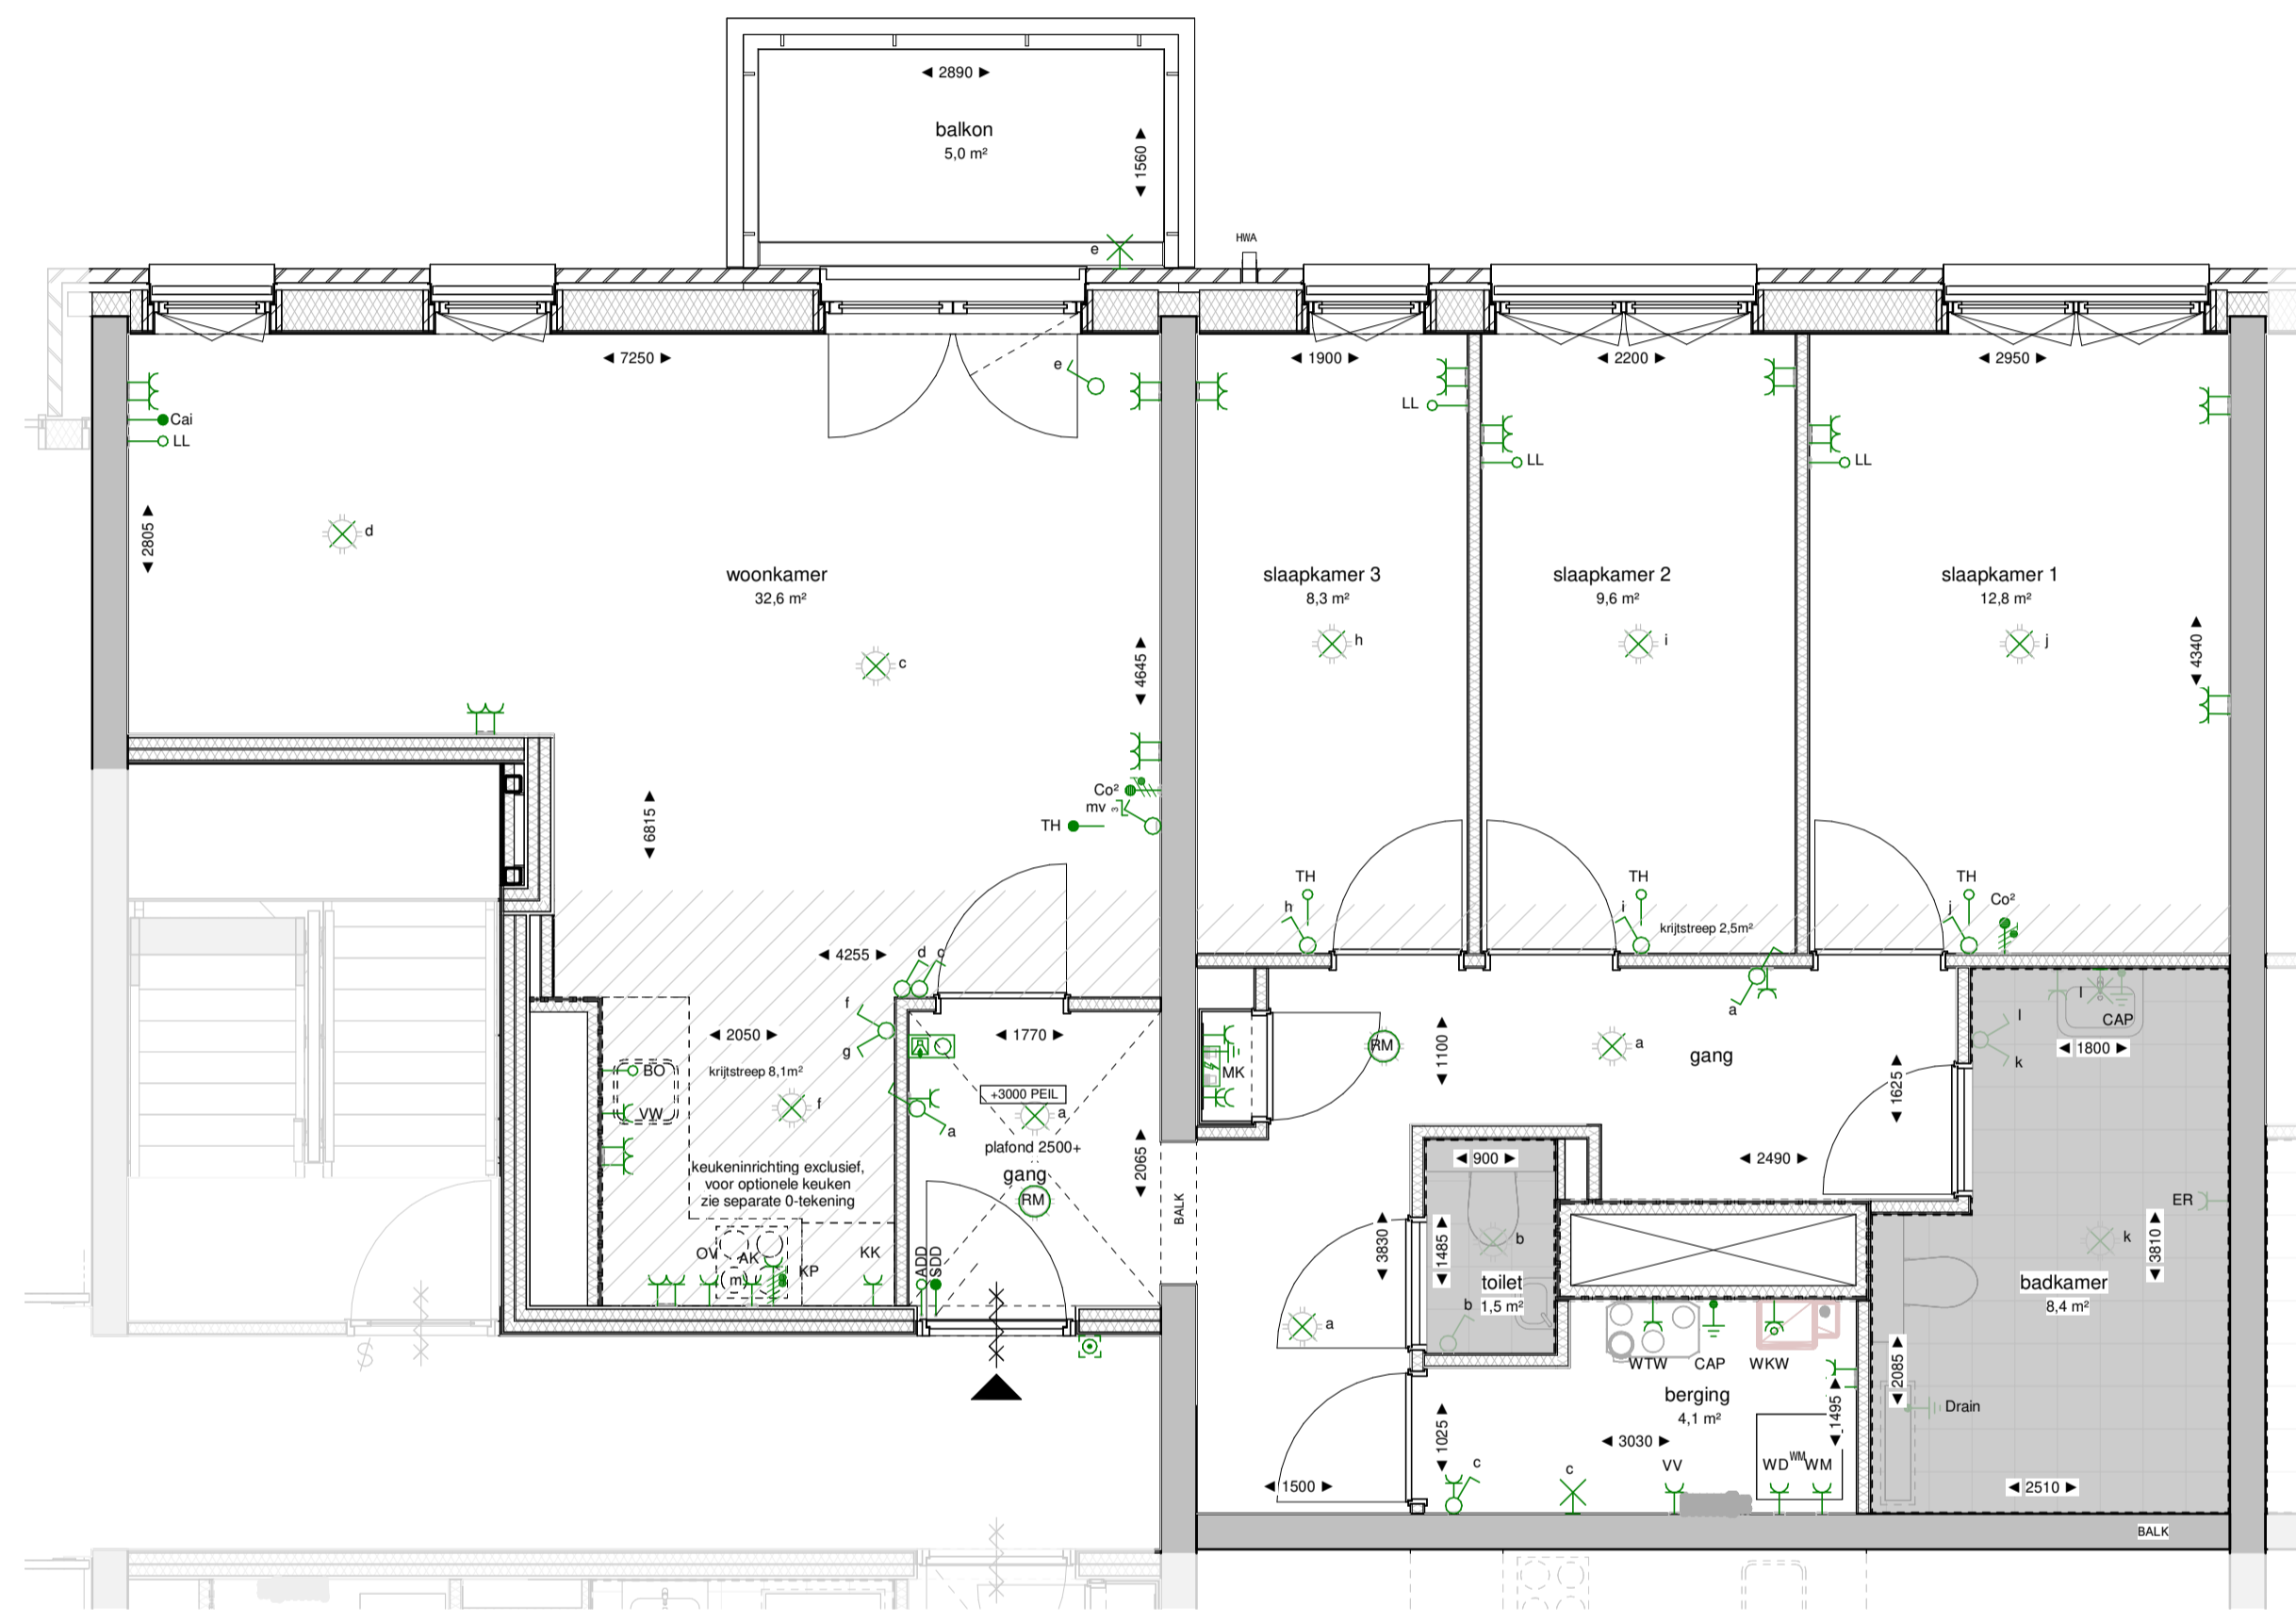 ◄ 2890 ►
balkon
5,0 m²
◄ 1560 ►
e
HWA
◄ 7250 ►
e
◄ 1900 ►
◄ 2200 ►
◄ 2950 ►
Cai
LL
LL
LL
LL
◄ 2805 ►
d
woonkamer
32,6 m²
slaapkamer 3
8,3 m²
slaapkamer 2
9,6 m²
slaapkamer 1
12,8 m²
c
h
i
j
◄ 4645 ►
◄ 4340 ►
◄ 6815 ►
Co²
mv 3
TH
TH
TH
TH
h
i
j
Co²
krijtstreep 2,5m²
◄ 4255 ►
d c
f
g
◄ 2050 ►
◄ 1770 ►
krijtstreep 8,1m²
BO
VW
f
+3000 PEIL
a
a
plafond 2500+
gang
RM
◄ 2065 ►
BALK
keukeninrichting exclusief,
voor optionele keuken
zie separate 0-tekening
OV
AK
m
KP
KK
ADD
SDD
MK
RM
◄ 1100 ►
a
a
gang
◄ 1625 ►
l
CAP
l
k
◄ 1800 ►
◄ 900 ►
◄ 2490 ►
ER
◄ 3830 ►
◄ 1485 ►
b
toilet
1,5 m²
b
a
k
◄ 3810 ►
badkamer
8,4 m²
WTW
CAP
WKW
berging
4,1 m²
◄ 1495 ►
◄ 2085 ►
Drain
◄ 1025 ►
◄ 3030 ►
c
c
VV
WD
WM
WM
◄ 1500 ►
◄ 2510 ►
BALK